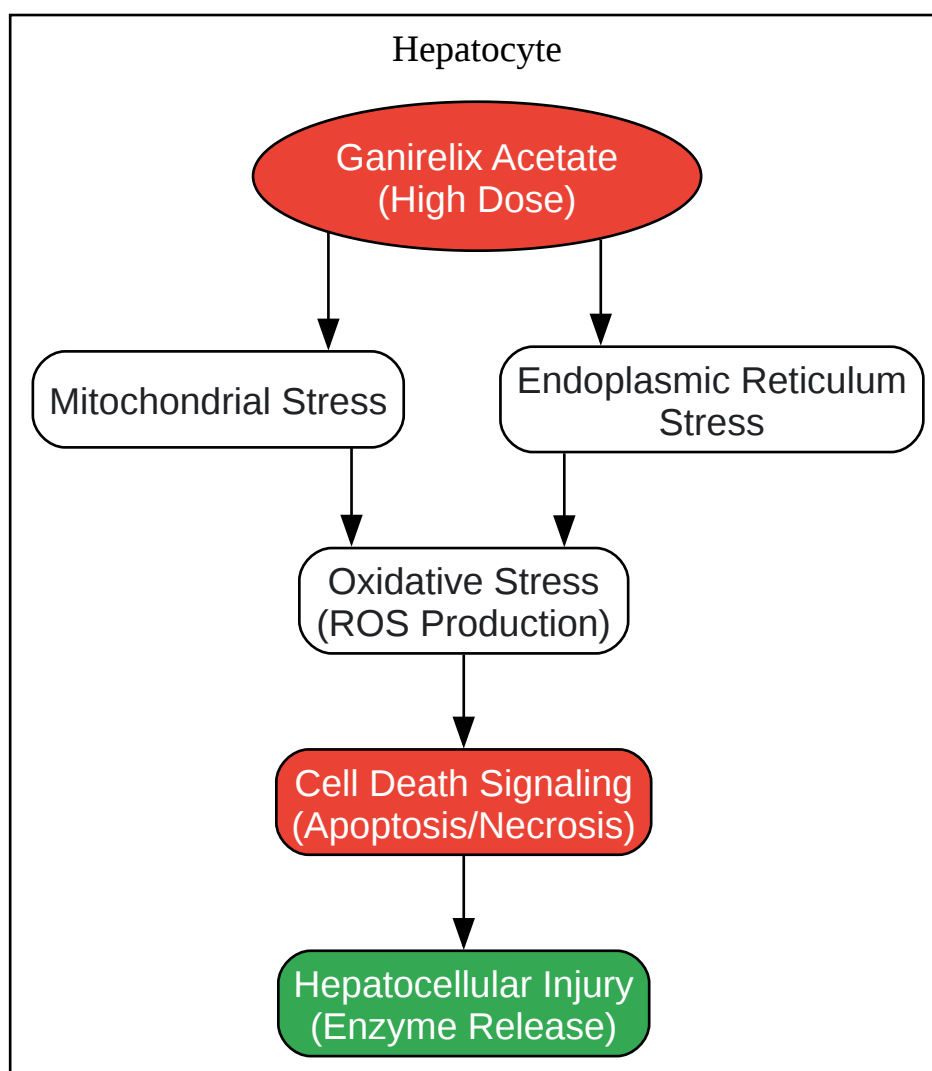 Hepatocyte
Ganirelix Acetate
(High Dose)
Mitochondrial Stress
Endoplasmic Reticulum
Stress
Oxidative Stress
(ROS Production)
Cell Death Signaling
(Apoptosis/Necrosis)
Hepatocellular Injury
(Enzyme Release)